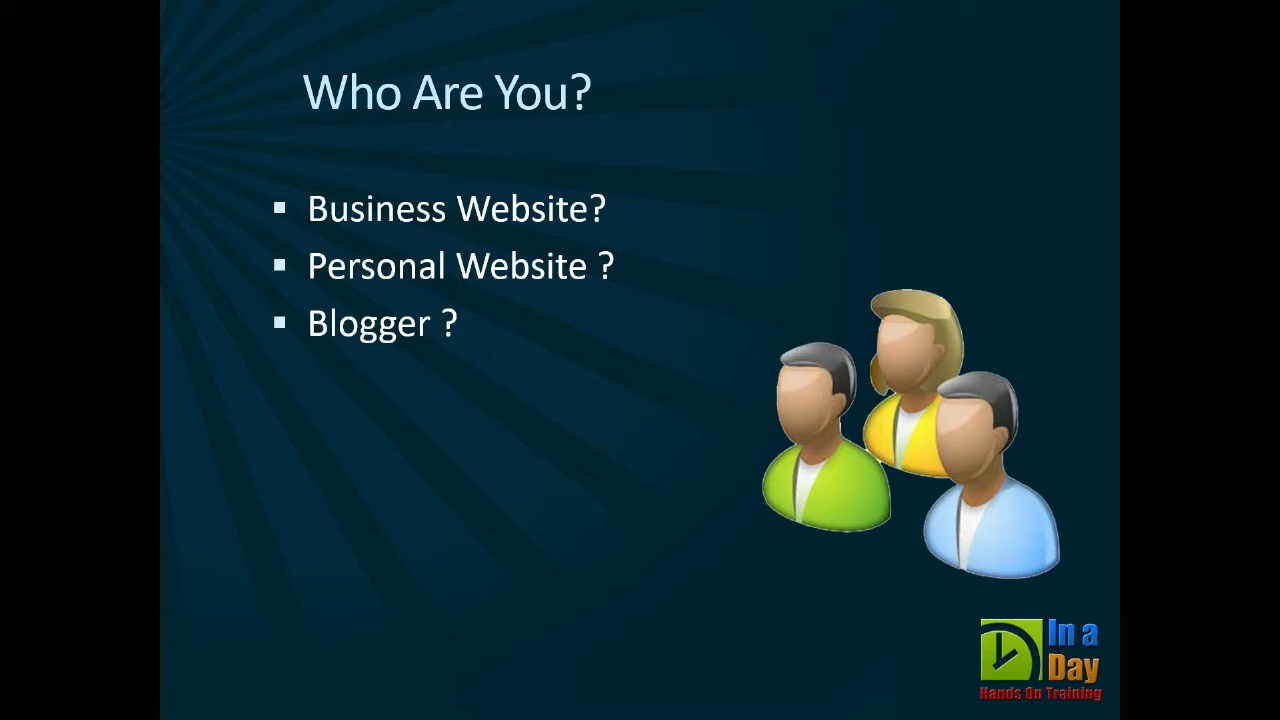 Who Are You?
Business Website?
Personal Website ?
Blogger ?
In a
Day
Hands On Training